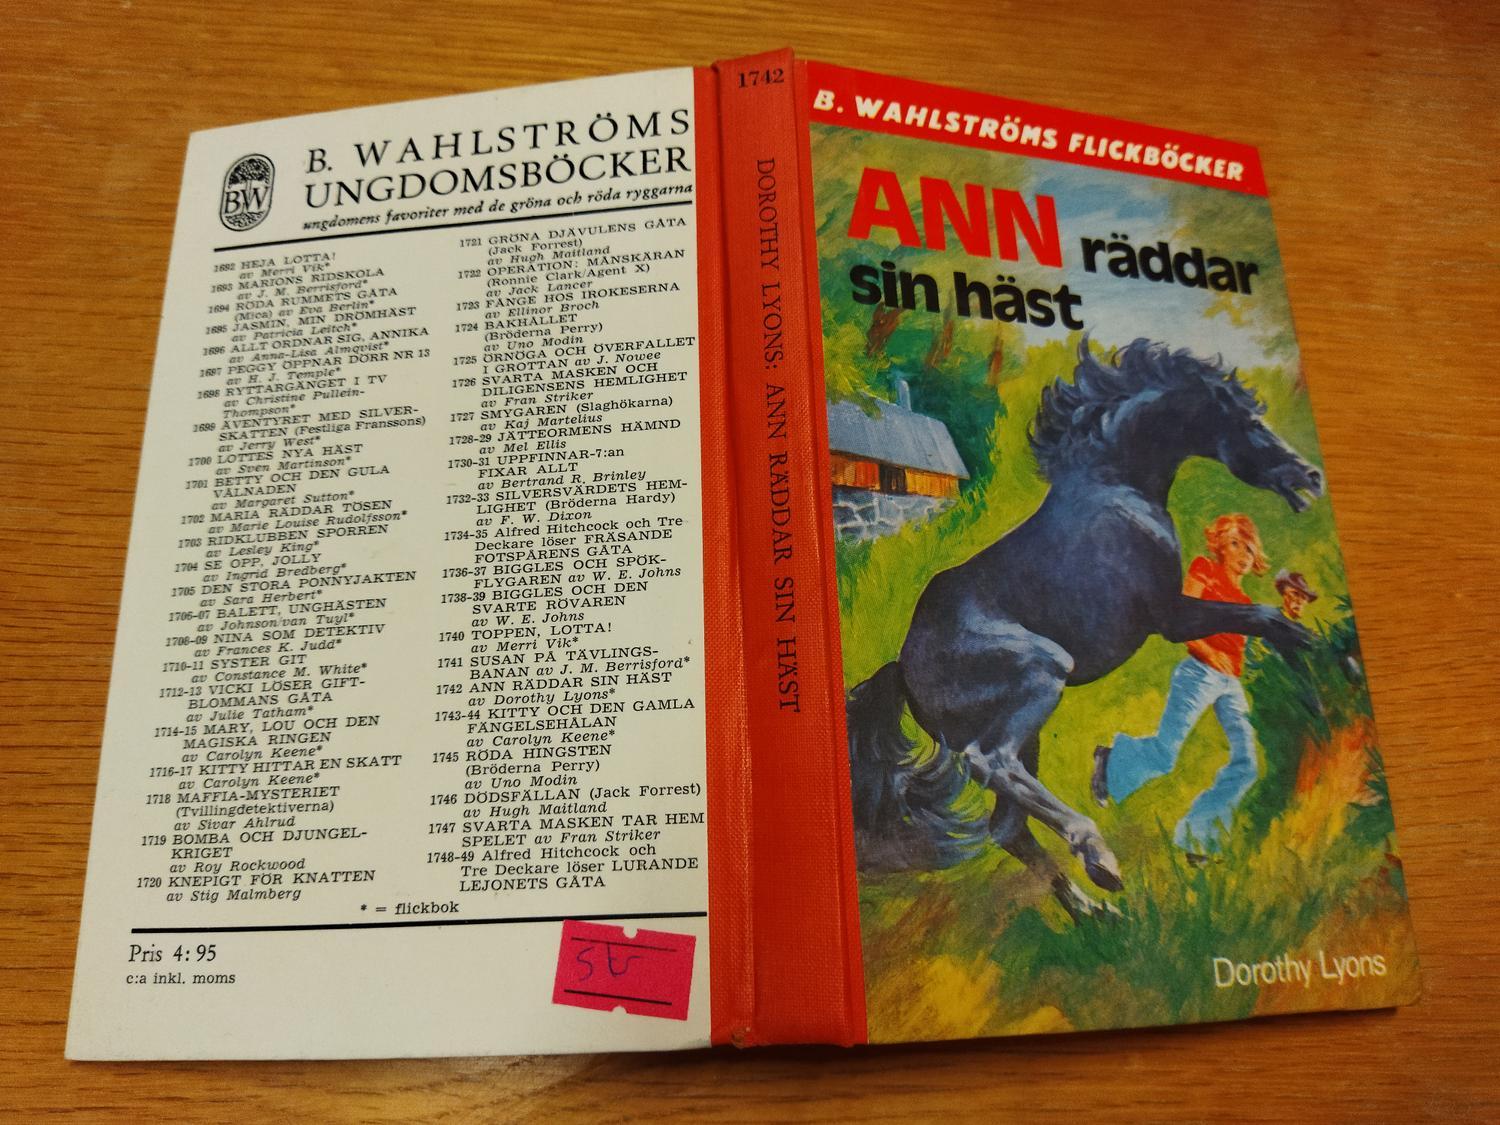 BW
B. WAHLSTRÖMS
UNGDOMSBÖCKER
ungdomens favoriter med de gröna och röda ryggarna
1692 HEJA LOTTA!
av Merri Vik*
1693 MARIONS RIDSKOLA
av J. M. Berrisford*
1694 RÖDA RUMMETS GÅTA
(Mica) av Eva Berlin*
1695 JASMIN, MIN DRÖMHÄST
av Patricia Leitch*
1696 ALLT ORDNAR SIG, ANNIKA
av Anna-Lisa Almqvist*
1697 PEGGY ÖPPNAR DÖRR NR 13
av H. J. Temple*
1698 RYTTARGÄNGET I TV
av Christine Pullein-
Thompson*
1699 ÄVENTYRET MED SILVER-
SKATTEN (Festliga Franssons)
av Jerry West*
1700 LOTTES NYA HÄST
av Sven Martinson*
1701 BETTY OCH DEN GULA
VÅLNADEN
av Margaret Sutton*
1702 MARIA RÄDDAR TÖSEN
av Marie Louise Rudolfsson*
1703 RIDKLUBBEN SPORREN
av Lesley King*
1704 SE OPP, JOLLY
av Ingrid Bredberg*
1705 DEN STORA PONNYJAKTEN
av Sara Herbert*
1706-07 BALETT, UNGHÄSTEN
av Johnson/van Tuyl*
1708-09 NINA SOM DETEKTIV
av Frances K. Judd*
1710-11 SYSTER GIT
av Constance M. White*
1712-13 VICKI LÖSER GIFT-
BLOMMANS GÅTA
av Julie Tatham*
1714-15 MARY, LOU OCH DEN
MAGISKA RINGEN
av Carolyn Keene*
1716-17 KITTY HITTAR EN SKATT
av Carolyn Keene*
1718 MAFFIA-MYSTERIET
(Tvillingdetektiverna)
av Sivar Ahlrud
1719 BOMBA OCH DJUNGEL-
KRIGET
av Roy Rockwood
1720 KNEPIGT FÖR KNATTEN
av Stig Malmberg
1721 GRÖNA DJÄVULENS GÅTA
(Jack Forrest)
av Hugh Maitland
1722 OPERATION: MÅNSKÄRAN
(Ronnie Clark/Agent X)
av Jack Lancer
1723 FÅNGE HOS IROKESERNA
av Ellinor Broch
1724 BAKHÅLLET
(Bröderna Perry)
av Uno Modin
1725 ÖRNÖGA OCH ÖVERFALLET
I GROTTAN av J. Nowee
1726 SVARTA MASKEN OCH
DILIGENSENS HEMLIGHET
av Fran Striker
1727 SMYGAREN (Slaghökarna)
av Kaj Martelius
1728-29 JÄTTEORMENS HÄMND
av Mel Ellis
1730-31 UPPFINNAR-7:an
FIXAR ALLT
av Bertrand R. Brinley
1732-33 SILVERSVÄRDETS HEM-
LIGHET (Bröderna Hardy)
av F. W. Dixon
1734-35 Alfred Hitchcock och Tre
Deckare löser FRÄSANDE
FOTSPÅRENS GÅTA
1736-37 BIGGLES OCH SPÖK-
FLYGAREN av W. E. Johns
1738-39 BIGGLES OCH DEN
SVARTE RÖVAREN
av W. E. Johns
1740 TOPPEN, LOTTA!
av Merri Vik*
1741 SUSAN PÅ TÄVLINGS-
BANAN av J. M. Berrisford*
1742 ANN RÄDDAR SIN HÄST
av Dorothy Lyons*
1743-44 KITTY OCH DEN GAMLA
FÄNGELSEHÅLAN
av Carolyn Keene*
1745 RÖDA HINGSTEN
(Bröderna Perry)
av Uno Modin
1746 DÖDSFÄLLAN (Jack Forrest)
av Hugh Maitland
1747 SVARTA MASKEN TAR HEM
SPELET av Fran Striker
1748-49 Alfred Hitchcock och
Tre Deckare löser LURANDE
LEJONETS GÅTA
* = flickbok
Pris 4:95
c:a inkl. moms
1742
DOROTHY LYONS: ANN RÄDDAR SIN HÄST
B. WAHLSTRÖMS FLICKBÖCKER
ANN räddar
sin häst
Dorothy Lyons